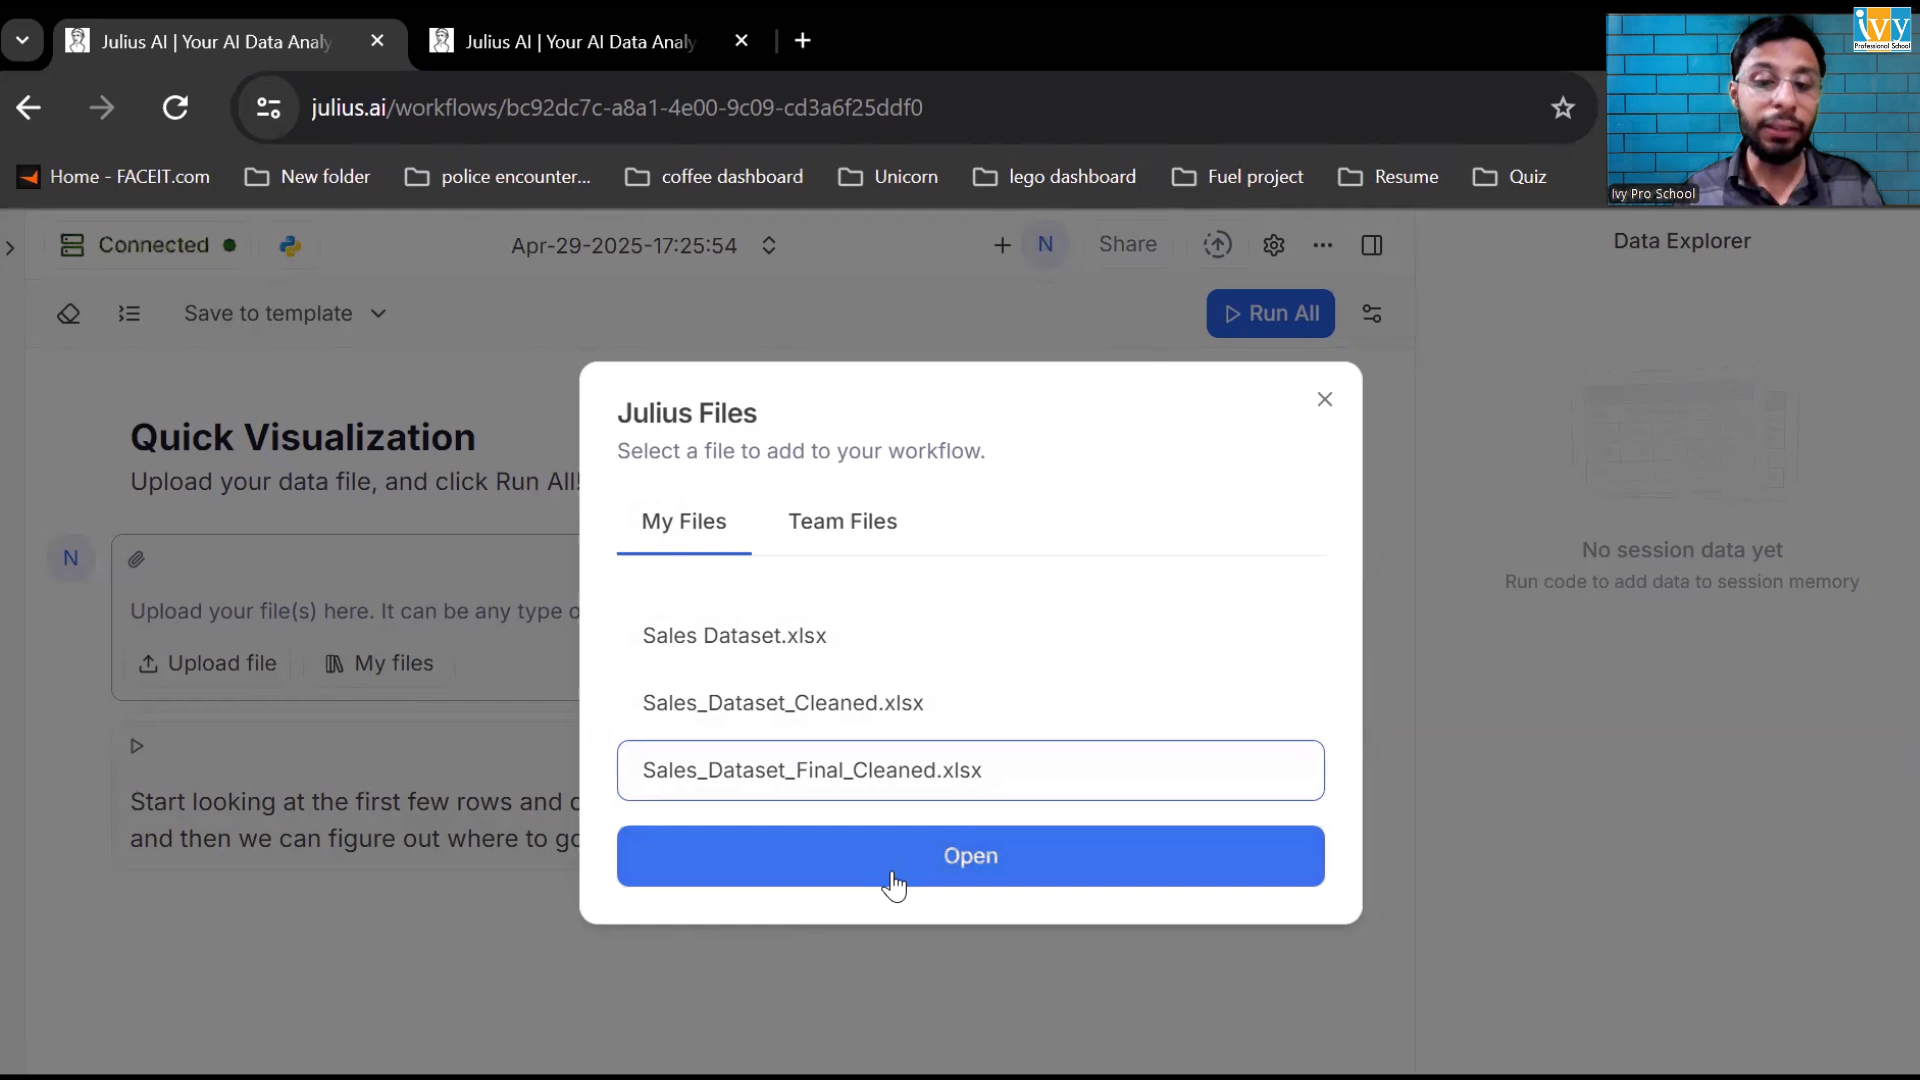 Julius AI | Your AI Data Analy
Julius AI | Your AI Data Analy
ivy
Professional School
julius.ai/workflows/bc92dc7c-a8a1-4e00-9c09-cd3a6f25ddf0
Home - FACEIT.com
New folder
police encounter...
coffee dashboard
Unicorn
lego dashboard
Fuel project
Resume
Quiz
Ivy Pro School
Connected
Apr-29-2025-17:25:54
N
Share
Data Explorer
Save to template
Run All
Quick Visualization
Upload your data file, and click Run All!
N
Upload your file(s) here. It can be any type o
Upload file
My files
Start looking at the first few rows and c
and then we can figure out where to go
Julius Files
Select a file to add to your workflow.
My Files
Team Files
Sales Dataset.xlsx
Sales_Dataset_Cleaned.xlsx
Sales_Dataset_Final_Cleaned.xlsx
Open
No session data yet
Run code to add data to session memory